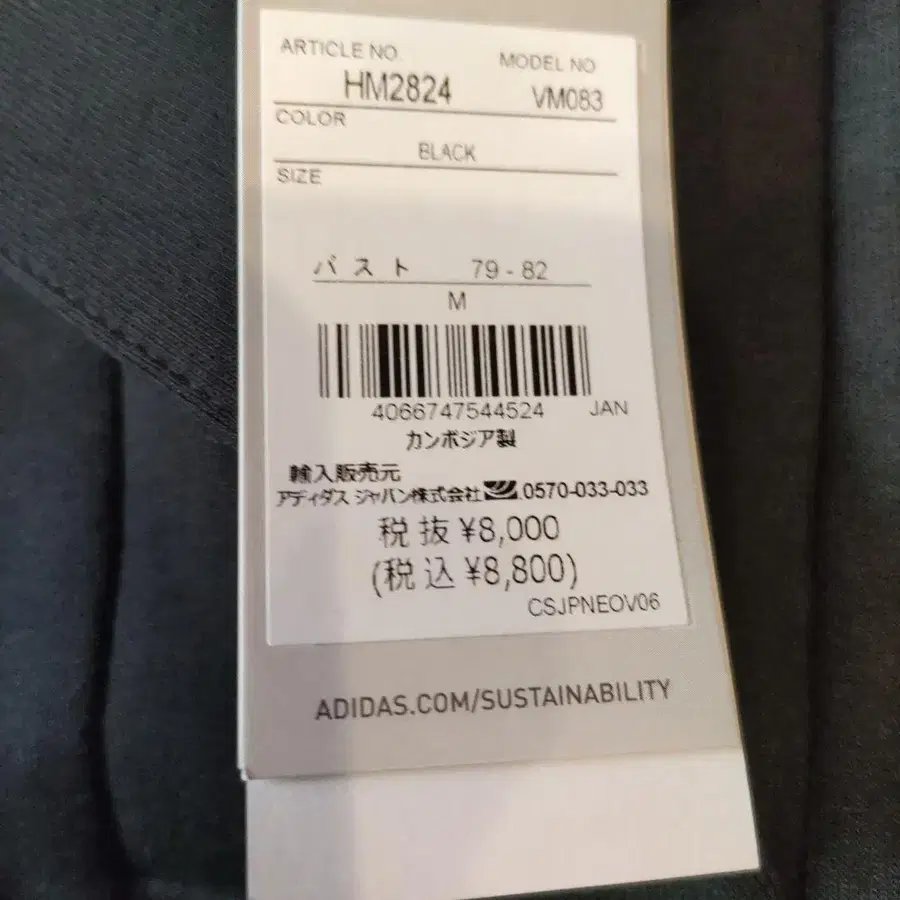 ARTICLE NO.
MODEL NO
HM2824
VM083
COLOR
BLACK
SIZE
バスト 79 - 82
M
4066747544524 JAN
カンボジア製
輸入販売元
アディダス ジャパン株式会社 0570-033-033
税抜 ¥8,000
(税込 ¥8,800)
CSJPNEOV06
ADIDAS.COM/SUSTAINABILITY